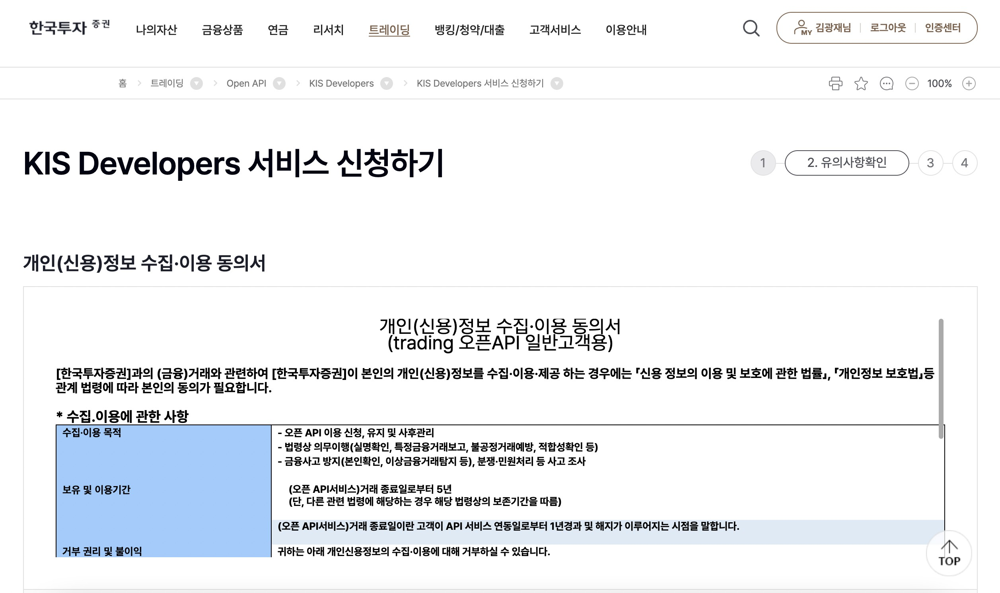 한국투자 증권
나의자산 금융상품 연금 리서치 트레이딩 뱅킹/청약/대출 고객서비스 이용안내
MY 김광재님 로그아웃 인증센터
홈 트레이딩 Open API KIS Developers KIS Developers 서비스 신청하기
100%
KIS Developers 서비스 신청하기
1 2. 유의사항확인 3 4
개인(신용)정보 수집·이용 동의서
개인(신용)정보 수집·이용 동의서
(trading 오픈API 일반고객용)
[한국투자증권]과의 (금융)거래와 관련하여 [한국투자증권]이 본인의 개인(신용)정보를 수집·이용·제공 하는 경우에는 「신용 정보의 이용 및 보호에 관한 법률」, 「개인정보 보호법」등
관계 법령에 따라 본인의 동의가 필요합니다.
* 수집.이용에 관한 사항
수집·이용 목적
- 오픈 API 이용 신청, 유지 및 사후관리
- 법령상 의무이행(실명확인, 특정금융거래보고, 불공정거래예방, 적합성확인 등)
- 금융사고 방지(본인확인, 이상금융거래탐지 등), 분쟁·민원처리 등 사고 조사
보유 및 이용기간
(오픈 API서비스)거래 종료일로부터 5년
(단, 다른 관련 법령에 해당하는 경우 해당 법령상의 보존기간을 따름)
(오픈 API서비스)거래 종료일이란 고객이 API 서비스 연동일로부터 1년경과 및 해지가 이루어지는 시점을 말합니다.
거부 권리 및 불이익
귀하는 아래 개인신용정보의 수집·이용에 대해 거부하실 수 있습니다.
TOP